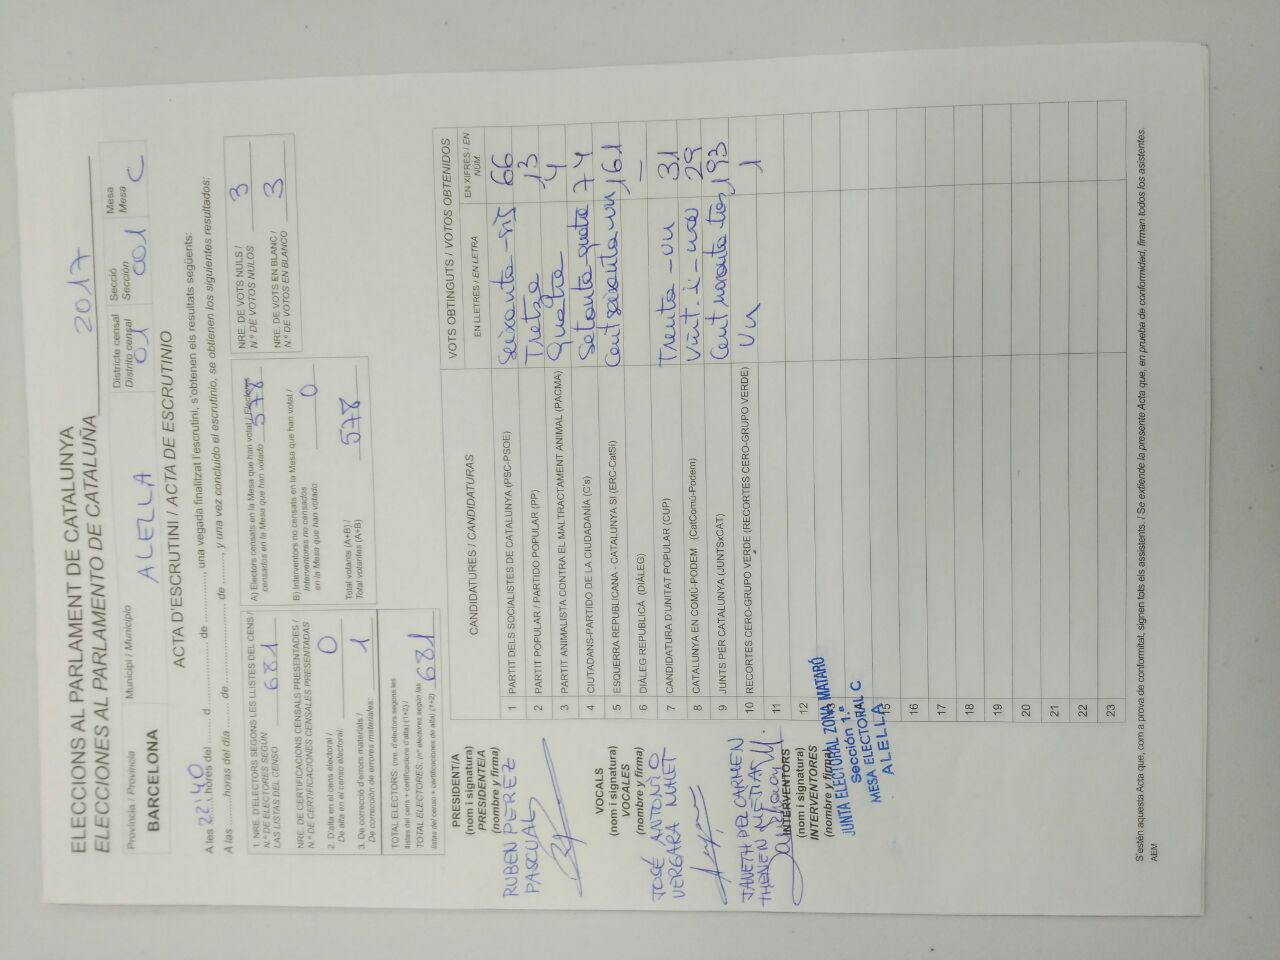 ELECCIONS AL PARLAMENT DE CATALUNYA
ELECCIONES AL PARLAMENTO DE CATALUÑA 2017
Província / Provincia
BARCELONA
Municipi / Municipio
ALELLA
Districte censal
Distrito censal
01
Secció
Sección
001
Mesa
Mesa
C
ACTA D'ESCRUTINI / ACTA DE ESCRUTINIO
A les 22:40 hores del ........ d ........ de ........, una vegada finalitzat l'escrutini, s'obtenen els resultats següents:
A las ........ horas del día ........ de ........ de ........, y una vez concluido el escrutinio, se obtienen los siguientes resultados:
1. NRE. D'ELECTORS SEGONS LES LLISTES DEL CENS /
N.º DE ELECTORES SEGÚN
LAS LISTAS DEL CENSO 681
NRE. DE CERTIFICACIONS CENSALS PRESENTADES /
N.º DE CERTIFICACIONES CENSALES PRESENTADAS
2. D'alta en el cens electoral /
De alta en el censo electoral: 0
3. De correcció d'errors materials /
De corrección de errores materiales: 1
TOTAL ELECTORS: (nre. d'electors segons les
llistes del cens + certificacions d'alta) (1+2) /
TOTAL ELECTORES: (nº electores según las
listas del censo + certificaciones de alta) (1+2) 681
A) Electors censats en la Mesa que han votat / Electores
censados en la Mesa que han votado 578
B) Interventors no censats en la Mesa que han votat /
Interventores no censados
en la Mesa que han votado 0
Total votants (A+B) /
Total votantes (A+B) 578
NRE. DE VOTS NULS /
N.º DE VOTOS NULOS 3
NRE. DE VOTS EN BLANC /
N.º DE VOTOS EN BLANCO 3
PRESIDENT/A
(nom i signatura)
PRESIDENTE/A
(nombre y firma)
RUBEN PEREZ
PASCUAL
VOCALS
(nom i signatura)
VOCALES
(nombre y firma)
JOSÉ ANTONIO
VERGARA
JANETH DEL CARMEN
INTERVENTORS
(nom i signatura)
INTERVENTORES
(nombre y firma)
JUNTA ELECTORAL ZONA MATARÓ
Sección 1.ª
MESA ELECTORAL C
ALELLA
CANDIDATURES / CANDIDATURAS
VOTS OBTINGUTS / VOTOS OBTENIDOS
EN LLETRES / EN LETRA
EN XIFRES / EN
NÚM.
1 PARTIT DELS SOCIALISTES DE CATALUNYA (PSC-PSOE) Seixanta-sis 66
2 PARTIT POPULAR / PARTIDO POPULAR (PP) Tretze 13
3 PARTIT ANIMALISTA CONTRA EL MALTRACTAMENT ANIMAL (PACMA) Quatre 4
4 CIUTADANS-PARTIDO DE LA CIUDADANÍA (C's) Setanta-quatre 74
5 ESQUERRA REPUBLICANA - CATALUNYA SI (ERC-CatSí) Cent seixanta-un 161
6 DIÀLEG REPUBLICÀ (DIÀLEG) —
7 CANDIDATURA D'UNITAT POPULAR (CUP) Trenta-un 31
8 CATALUNYA EN COMÚ-PODEM (CatComú-Podem) Vint-i-nou 29
9 JUNTS PER CATALUNYA (JUNTSxCAT) Cent noranta tres 193
10 RECORTES CERO-GRUPO VERDE (RECORTES CERO-GRUPO VERDE) Un 1
11
12
13
14
15
16
17
18
19
20
21
22
23
S'estén aquesta Acta que, com a prova de conformitat, signen tots els assistents. / Se extiende la presente Acta que, en prueba de conformidad, firman todos los asistentes.
AEM